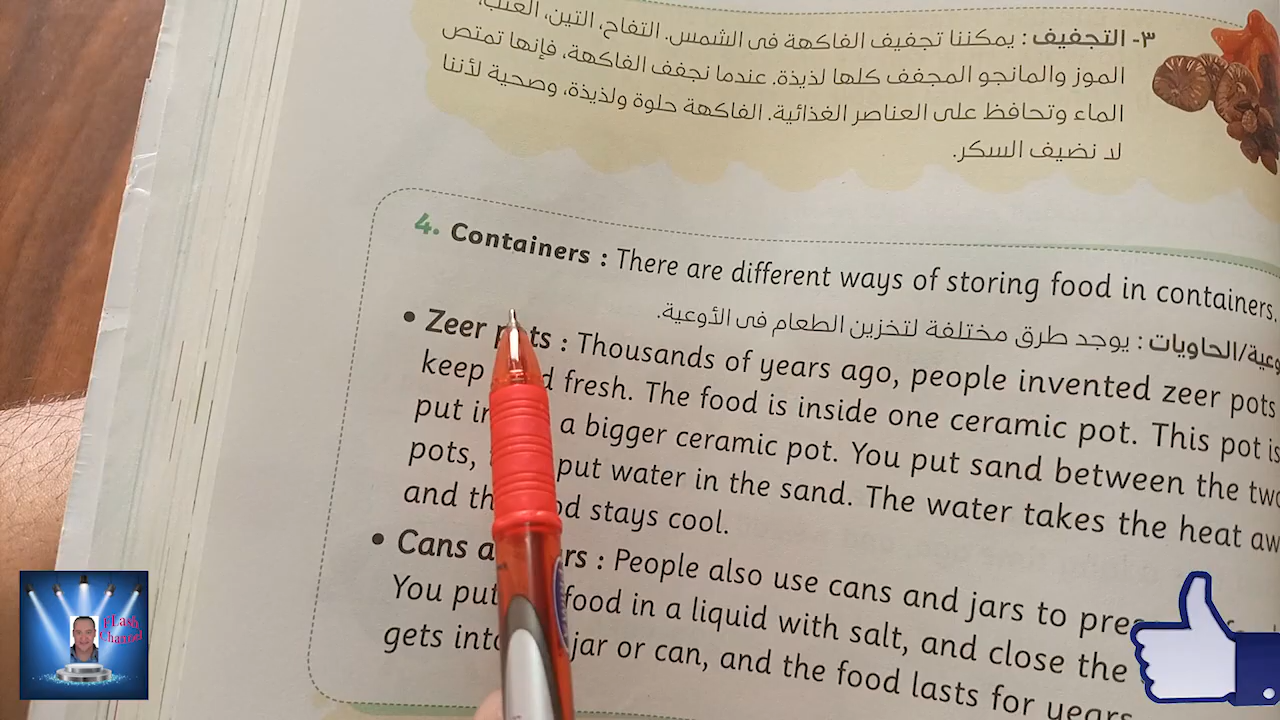 ٣- التجفيف : يمكننا تجفيف الفاكهة فى الشمس. التفاح، التين، العنب،
الموز والمانجو المجفف كلها لذيذة. عندما نجفف الفاكهة، فإنها تمتص
الماء وتحافظ على العناصر الغذائية. الفاكهة حلوة ولذيذة، وصحية لأننا
لا نضيف السكر.
4. Containers : There are different ways of storing food in containers.
/الحاويات : يوجد طرق مختلفة لتخزين الطعام فى الأوعية.
• Zeer pots : Thousands of years ago, people invented zeer pots
keep fresh. The food is inside one ceramic pot. This pot is
put in a bigger ceramic pot. You put sand between the two
pots, put water in the sand. The water takes the heat aw
and stays cool.
• Cans : People also use cans and jars to pres
You put food in a liquid with salt, and close the
gets into jar or can, and the food lasts for years
FLash
Channel